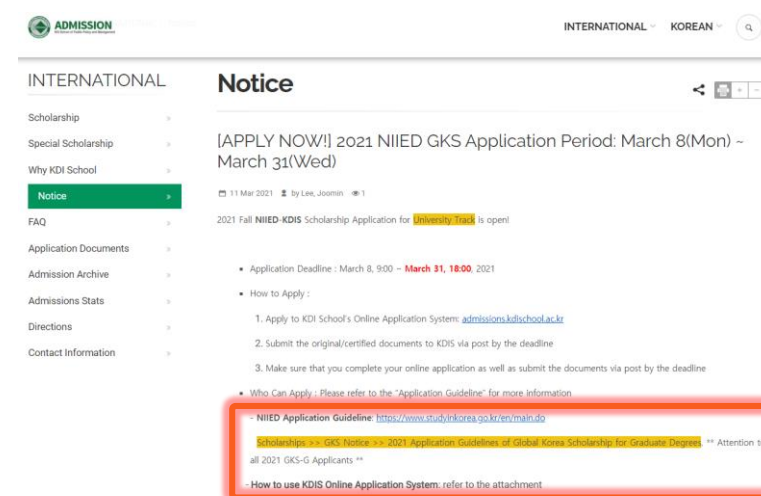 ADMISSION
INTERNATIONAL
KOREAN
INTERNATIONAL
Scholarship
Special Scholarship
Why KDI School
Notice
FAQ
Application Documents
Admission Archive
Admissions Stats
Directions
Contact Information
Notice
[APPLY NOW!] 2021 NIIED GKS Application Period: March 8(Mon) ~
March 31(Wed)
11 Mar 2021 by Lee, Joomin 1
2021 Fall NIIED-KDIS Scholarship Application for University Track is open!
• Application Deadline : March 8, 9:00 ~ March 31, 18:00, 2021
• How to Apply :
1. Apply to KDI School's Online Application System: admissions.kdischool.ac.kr
2. Submit the original/certified documents to KDIS via post by the deadline
3. Make sure that you complete your online application as well as submit the documents via post by the deadline
• Who Can Apply : Please refer to the "Application Guideline" for more information
- NIIED Application Guideline: https://www.studyinkorea.go.kr/en/main.do
Scholarships >> GKS Notice >> 2021 Application Guidelines of Global Korea Scholarship for Graduate Degrees ** Attention to
all 2021 GKS-G Applicants **
- How to use KDIS Online Application System: refer to the attachment